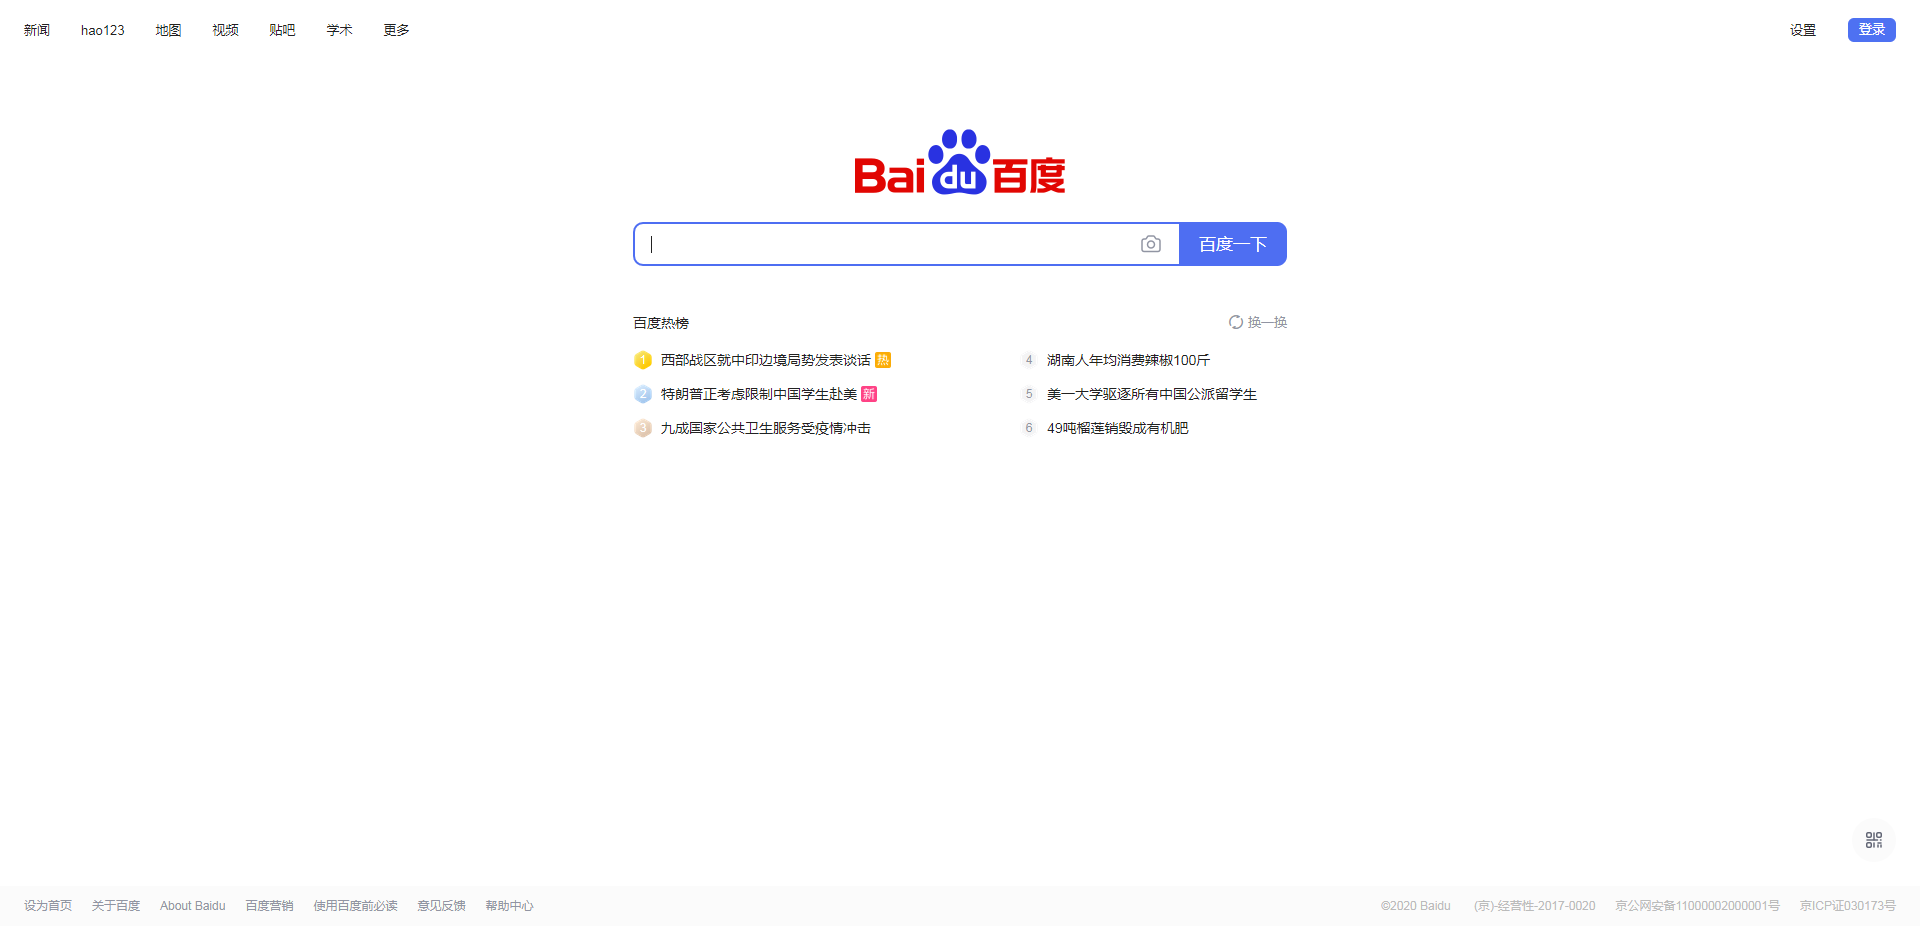 新闻 hao123 地图 视频 贴吧 学术 更多 设置 登录
Bai du 百度
百度一下
百度热榜 换一换
1 西部战区就中印边境局势发表谈话 热
2 特朗普正考虑限制中国学生赴美 新
3 九成国家公共卫生服务受疫情冲击
4 湖南人年均消费辣椒100斤
5 美一大学驱逐所有中国公派留学生
6 49吨榴莲销毁成有机肥
设为首页 关于百度 About Baidu 百度营销 使用百度前必读 意见反馈 帮助中心 ©2020 Baidu (京)-经营性-2017-0020 京公网安备11000002000001号 京ICP证030173号